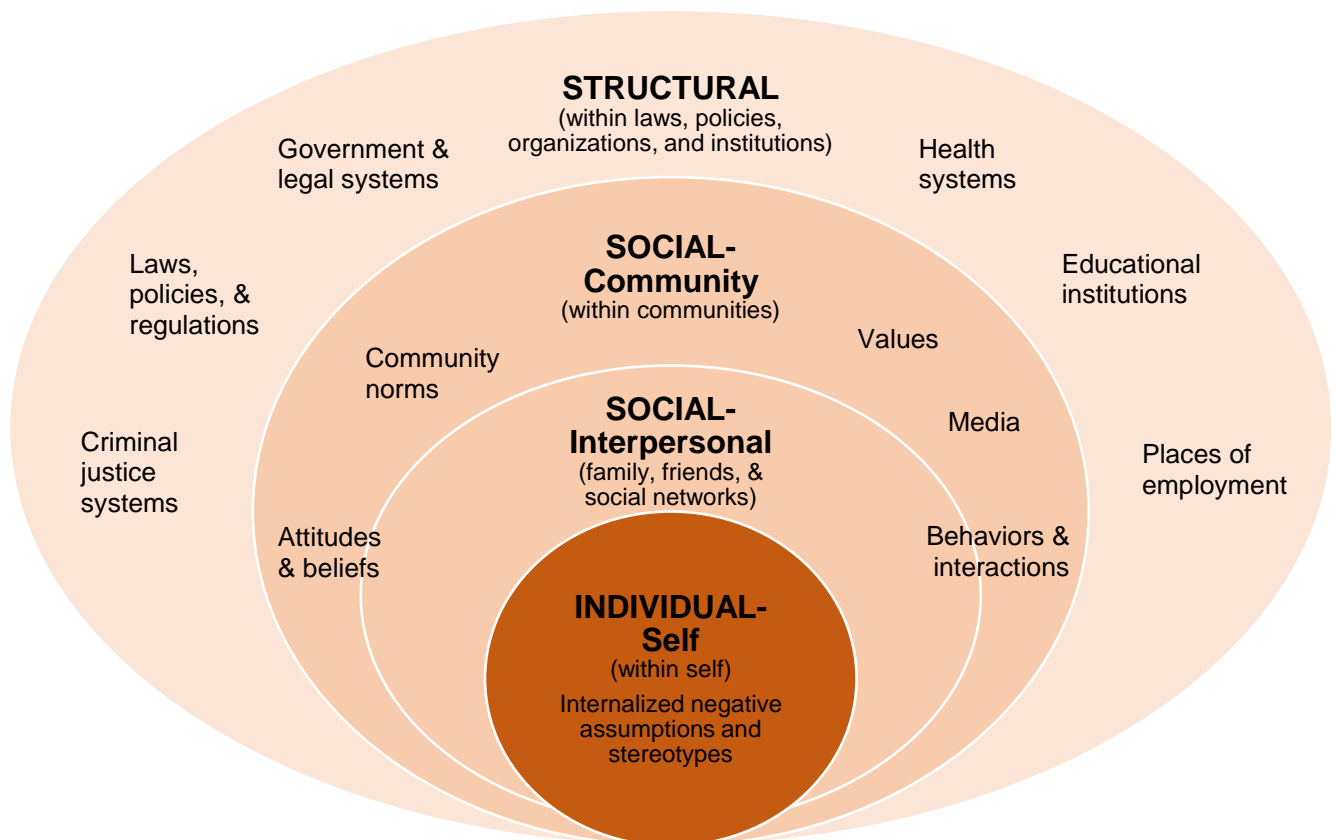 STRUCTURAL
(within laws, policies,
organizations, and institutions)
Government &
legal systems
Health
systems
Laws,
policies, &
regulations
Educational
institutions
Criminal
justice
systems
Places of
employment
SOCIAL-
Community
(within communities)
Community
norms
Values
Media
Attitudes
& beliefs
Behaviors &
interactions
SOCIAL-
Interpersonal
(family, friends, &
social networks)
INDIVIDUAL-
Self
(within self)
Internalized negative
assumptions and
stereotypes